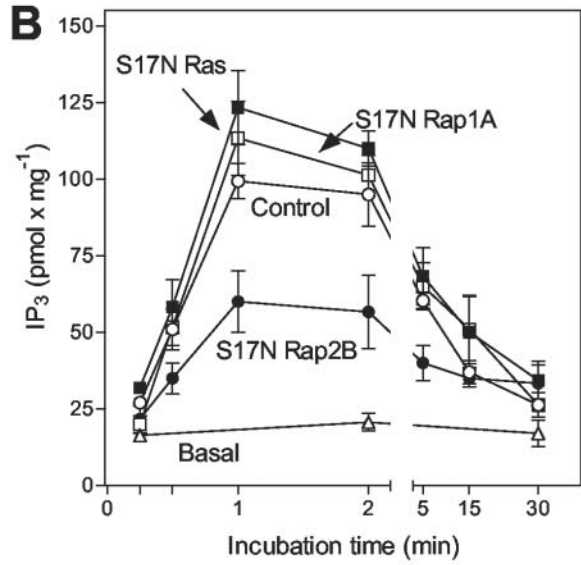 B
150
125
100
75
50
25
0
IP₃ (pmol x mg⁻¹)
S17N Ras
S17N Rap1A
Control
S17N Rap2B
Basal
0 1 2 5 15 30
Incubation time (min)